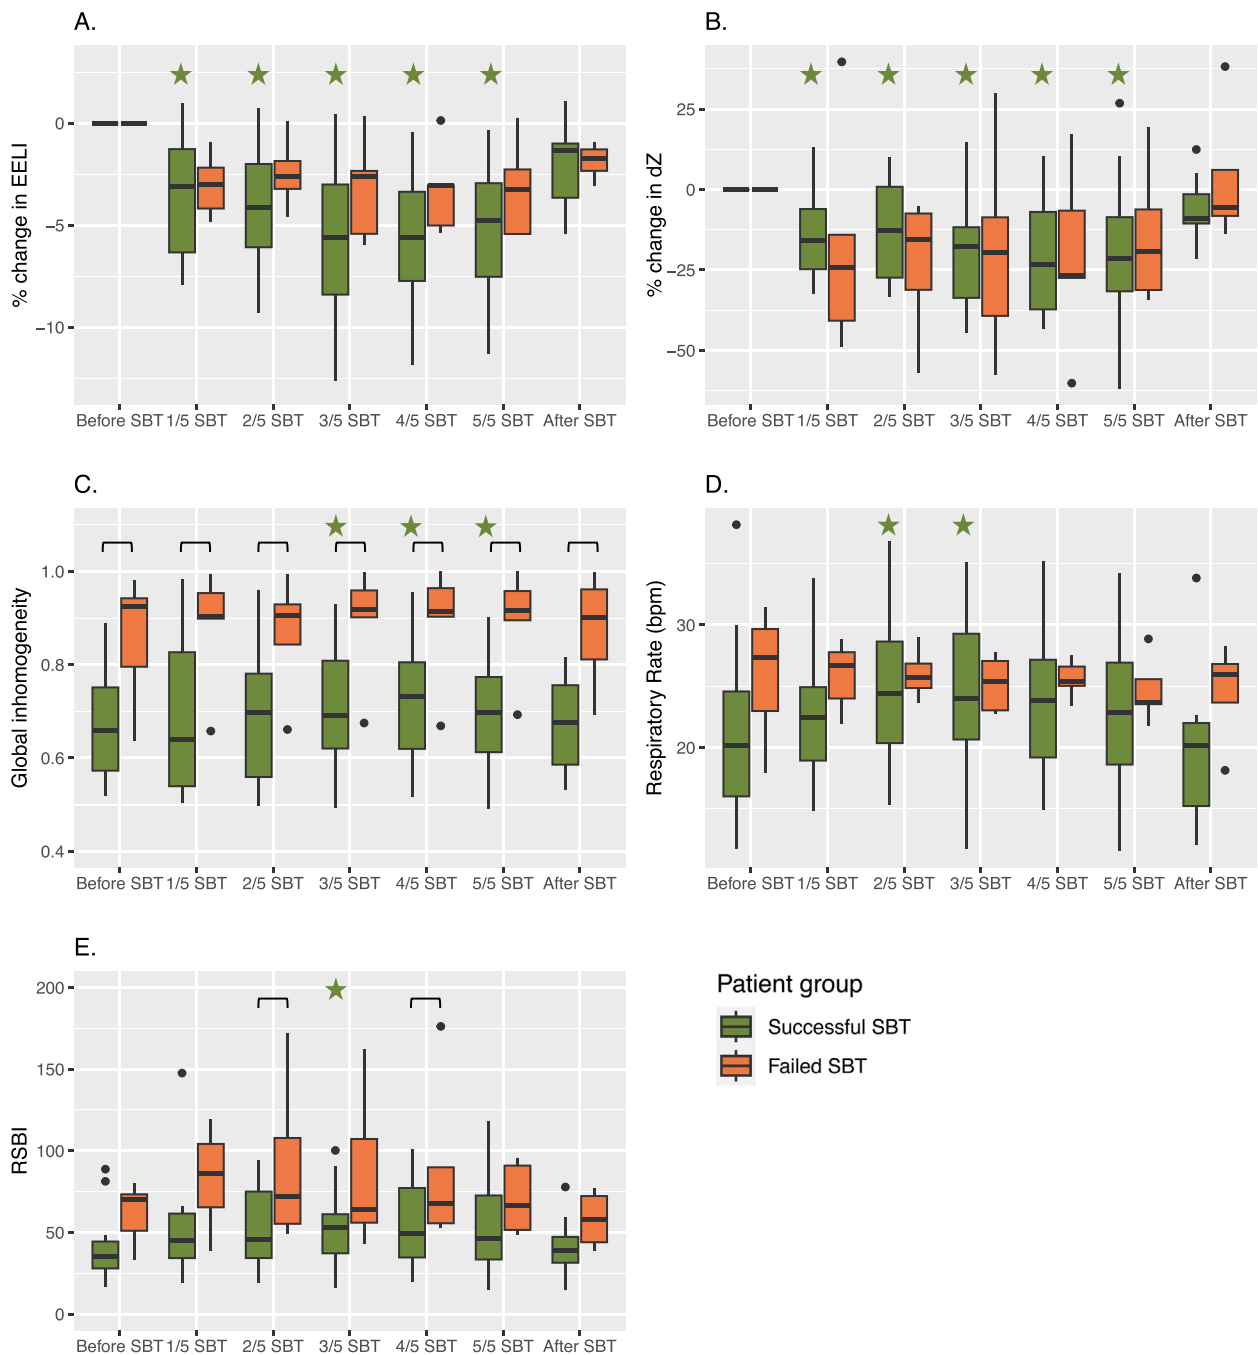 A.
% change in EELI
0
−5
−10
Before SBT 1/5 SBT 2/5 SBT 3/5 SBT 4/5 SBT 5/5 SBT After SBT
B.
% change in dZ
25
0
−25
−50
Before SBT 1/5 SBT 2/5 SBT 3/5 SBT 4/5 SBT 5/5 SBT After SBT
C.
Global inhomogeneity
1.0
0.8
0.6
0.4
Before SBT 1/5 SBT 2/5 SBT 3/5 SBT 4/5 SBT 5/5 SBT After SBT
D.
Respiratory Rate (bpm)
30
20
Before SBT 1/5 SBT 2/5 SBT 3/5 SBT 4/5 SBT 5/5 SBT After SBT
E.
RSBI
200
150
100
50
0
Before SBT 1/5 SBT 2/5 SBT 3/5 SBT 4/5 SBT 5/5 SBT After SBT
Patient group
Successful SBT
Failed SBT